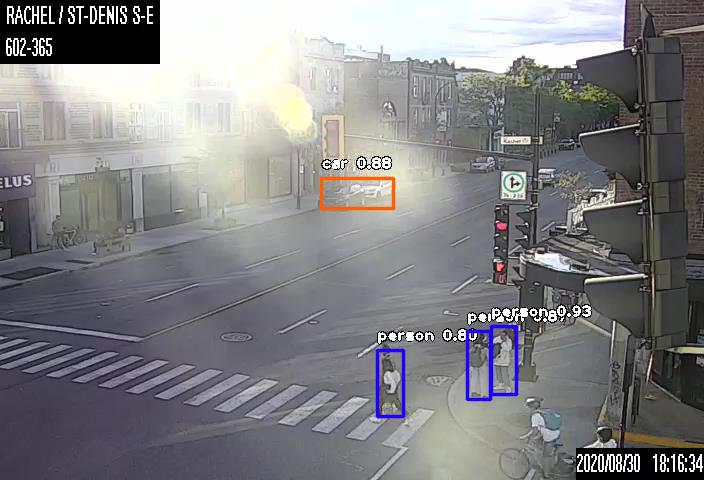 RACHEL / ST-DENIS S-E
602-365
car 0.88
Rachel
person 0.93
person 0.8
ELUS
2020/08/30 18:16:34